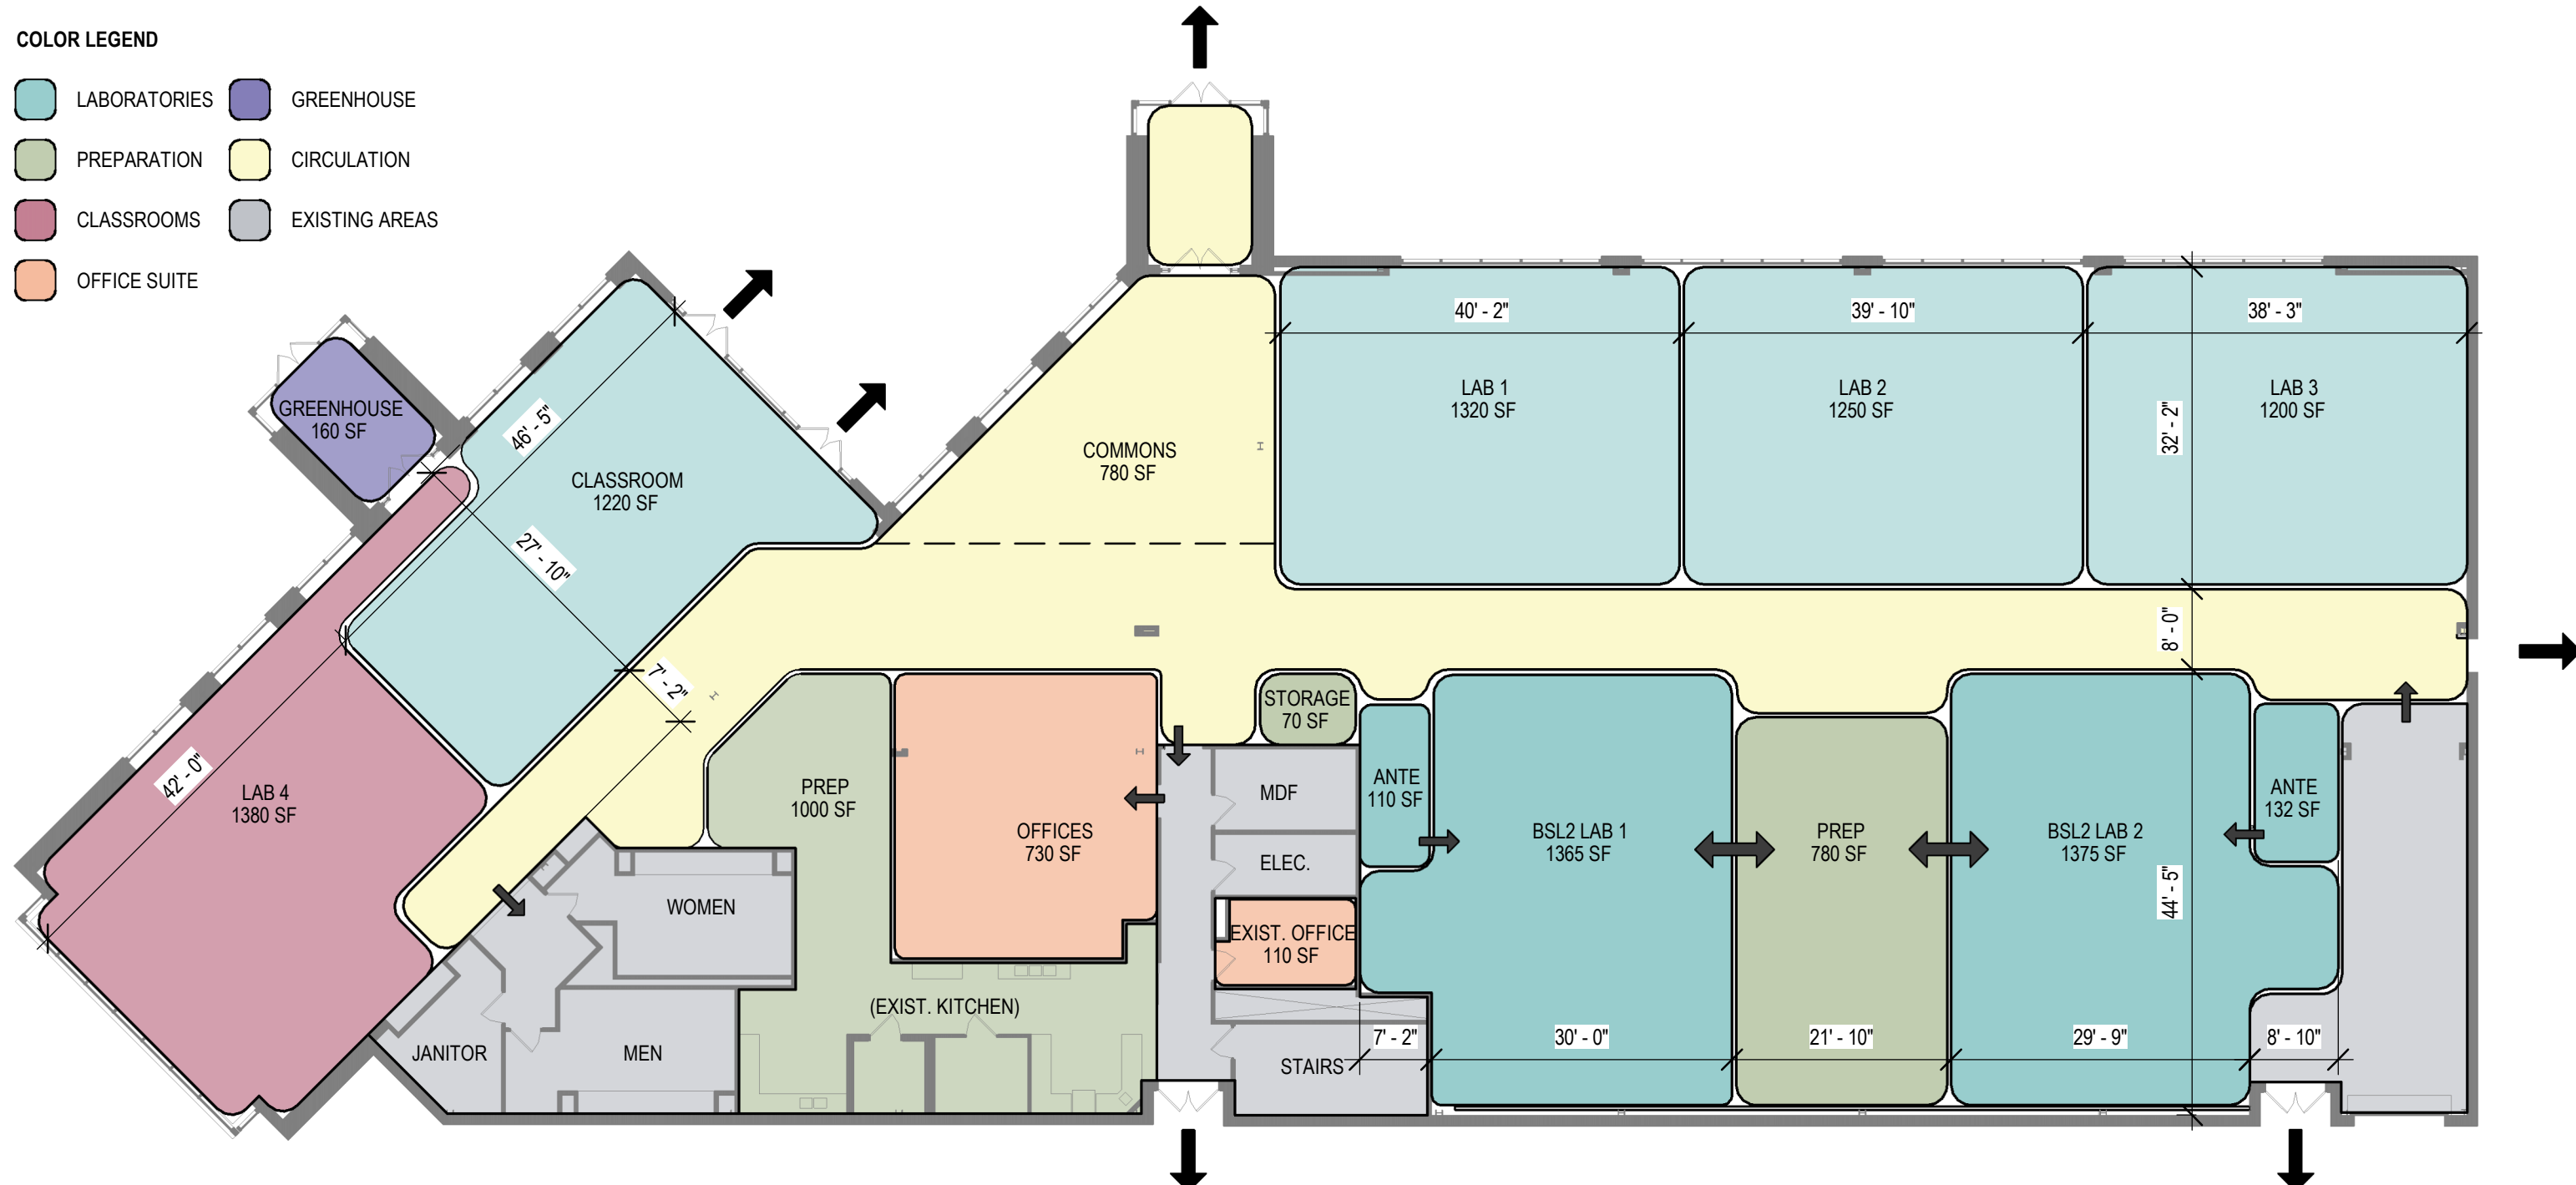 COLOR LEGEND
LABORATORIES
GREENHOUSE
PREPARATION
CIRCULATION
CLASSROOMS
EXISTING AREAS
OFFICE SUITE
40' - 2"
39' - 10"
38' - 3"
LAB 1
1320 SF
LAB 2
1250 SF
LAB 3
1200 SF
32' - 2"
GREENHOUSE
160 SF
46' - 5"
CLASSROOM
1220 SF
COMMONS
780 SF
27' - 10"
8' - 0"
7' - 2"
STORAGE
70 SF
42' - 0"
LAB 4
1380 SF
PREP
1000 SF
OFFICES
730 SF
MDF
ANTE
110 SF
BSL2 LAB 1
1365 SF
PREP
780 SF
BSL2 LAB 2
1375 SF
ANTE
132 SF
ELEC.
WOMEN
EXIST. OFFICE
110 SF
44' - 5"
(EXIST. KITCHEN)
JANITOR
MEN
STAIRS
7' - 2"
30' - 0"
21' - 10"
29' - 9"
8' - 10"